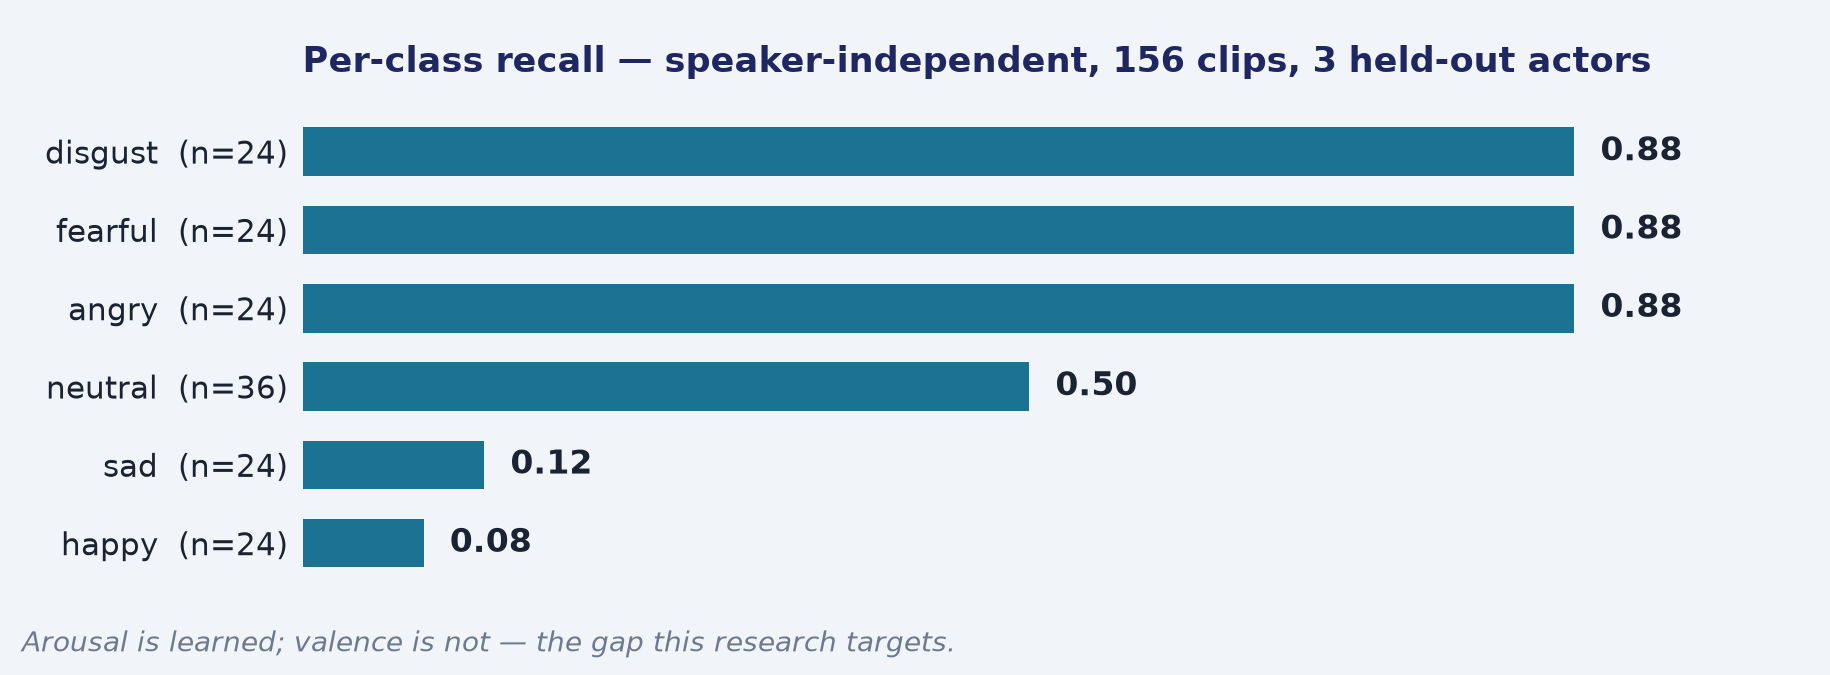 Per-class recall — speaker-independent, 156 clips, 3 held-out actors
disgust (n=24) 0.88
fearful (n=24) 0.88
angry (n=24) 0.88
neutral (n=36) 0.50
sad (n=24) 0.12
happy (n=24) 0.08
Arousal is learned; valence is not — the gap this research targets.